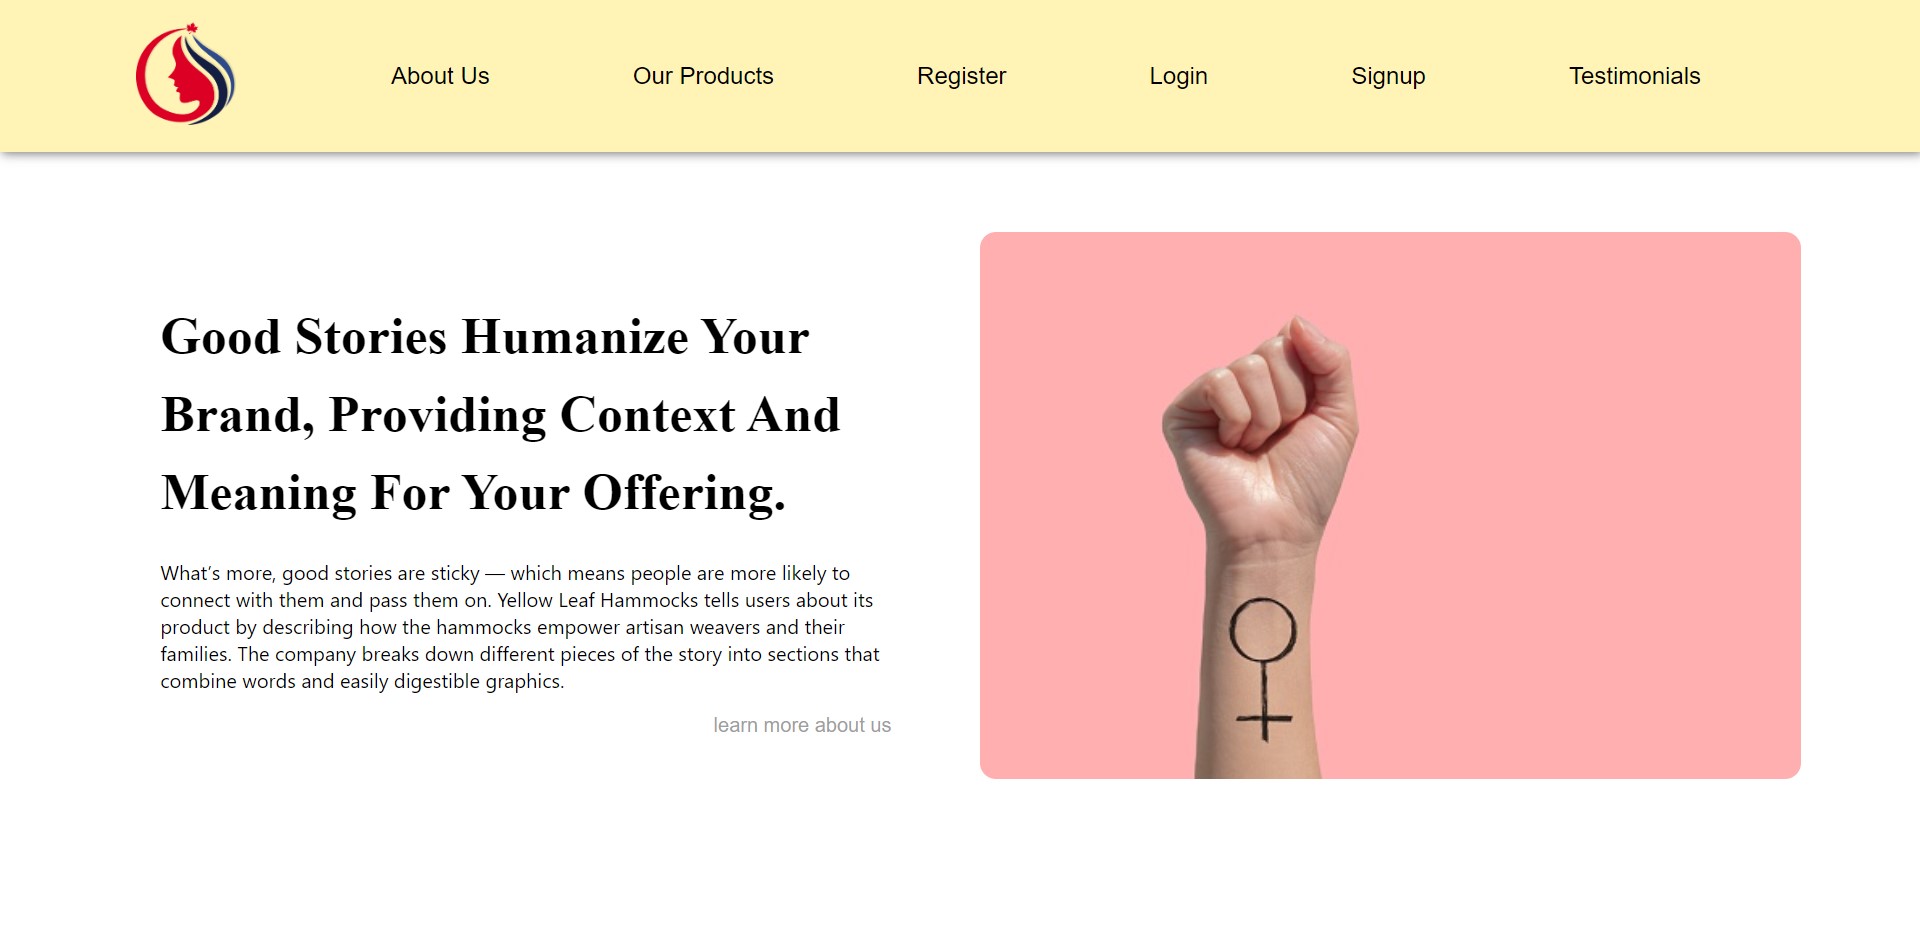 About Us
Our Products
Register
Login
Signup
Testimonials
Good Stories Humanize Your
Brand, Providing Context And
Meaning For Your Offering.
What’s more, good stories are sticky — which means people are more likely to
connect with them and pass them on. Yellow Leaf Hammocks tells users about its
product by describing how the hammocks empower artisan weavers and their
families. The company breaks down different pieces of the story into sections that
combine words and easily digestible graphics.
learn more about us